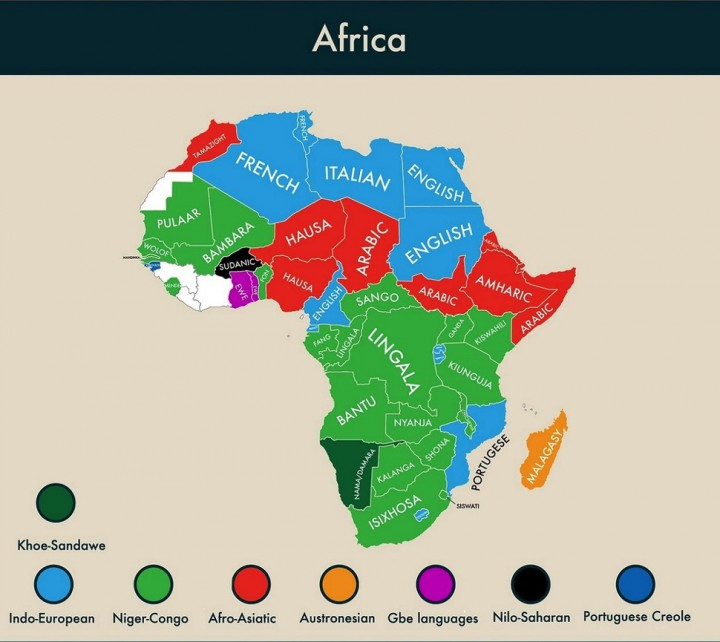 Africa
TAMAZIGHT
FRENCH
FRENCH
ITALIAN
ENGLISH
PULAAR
BAMBARA
HAUSA
ARABIC
ENGLISH
WOLOF
SUDANIC
HAUSA
EWE
ENGLISH
SANGO
ARABIC
AMHARIC
ARABIC
MENDE
FANG
LINGALA
LINGALA
GANDA
KISWAHILI
KIUNGUJA
BANTU
NYANJA
NAMA/DAMARA
KALANGA
SHONA
PORTUGESE
MALAGASY
ISIXHOSA
SISWATI
Khoe-Sandawe
Indo-European
Niger-Congo
Afro-Asiatic
Austronesian
Gbe languages
Nilo-Saharan
Portuguese Creole